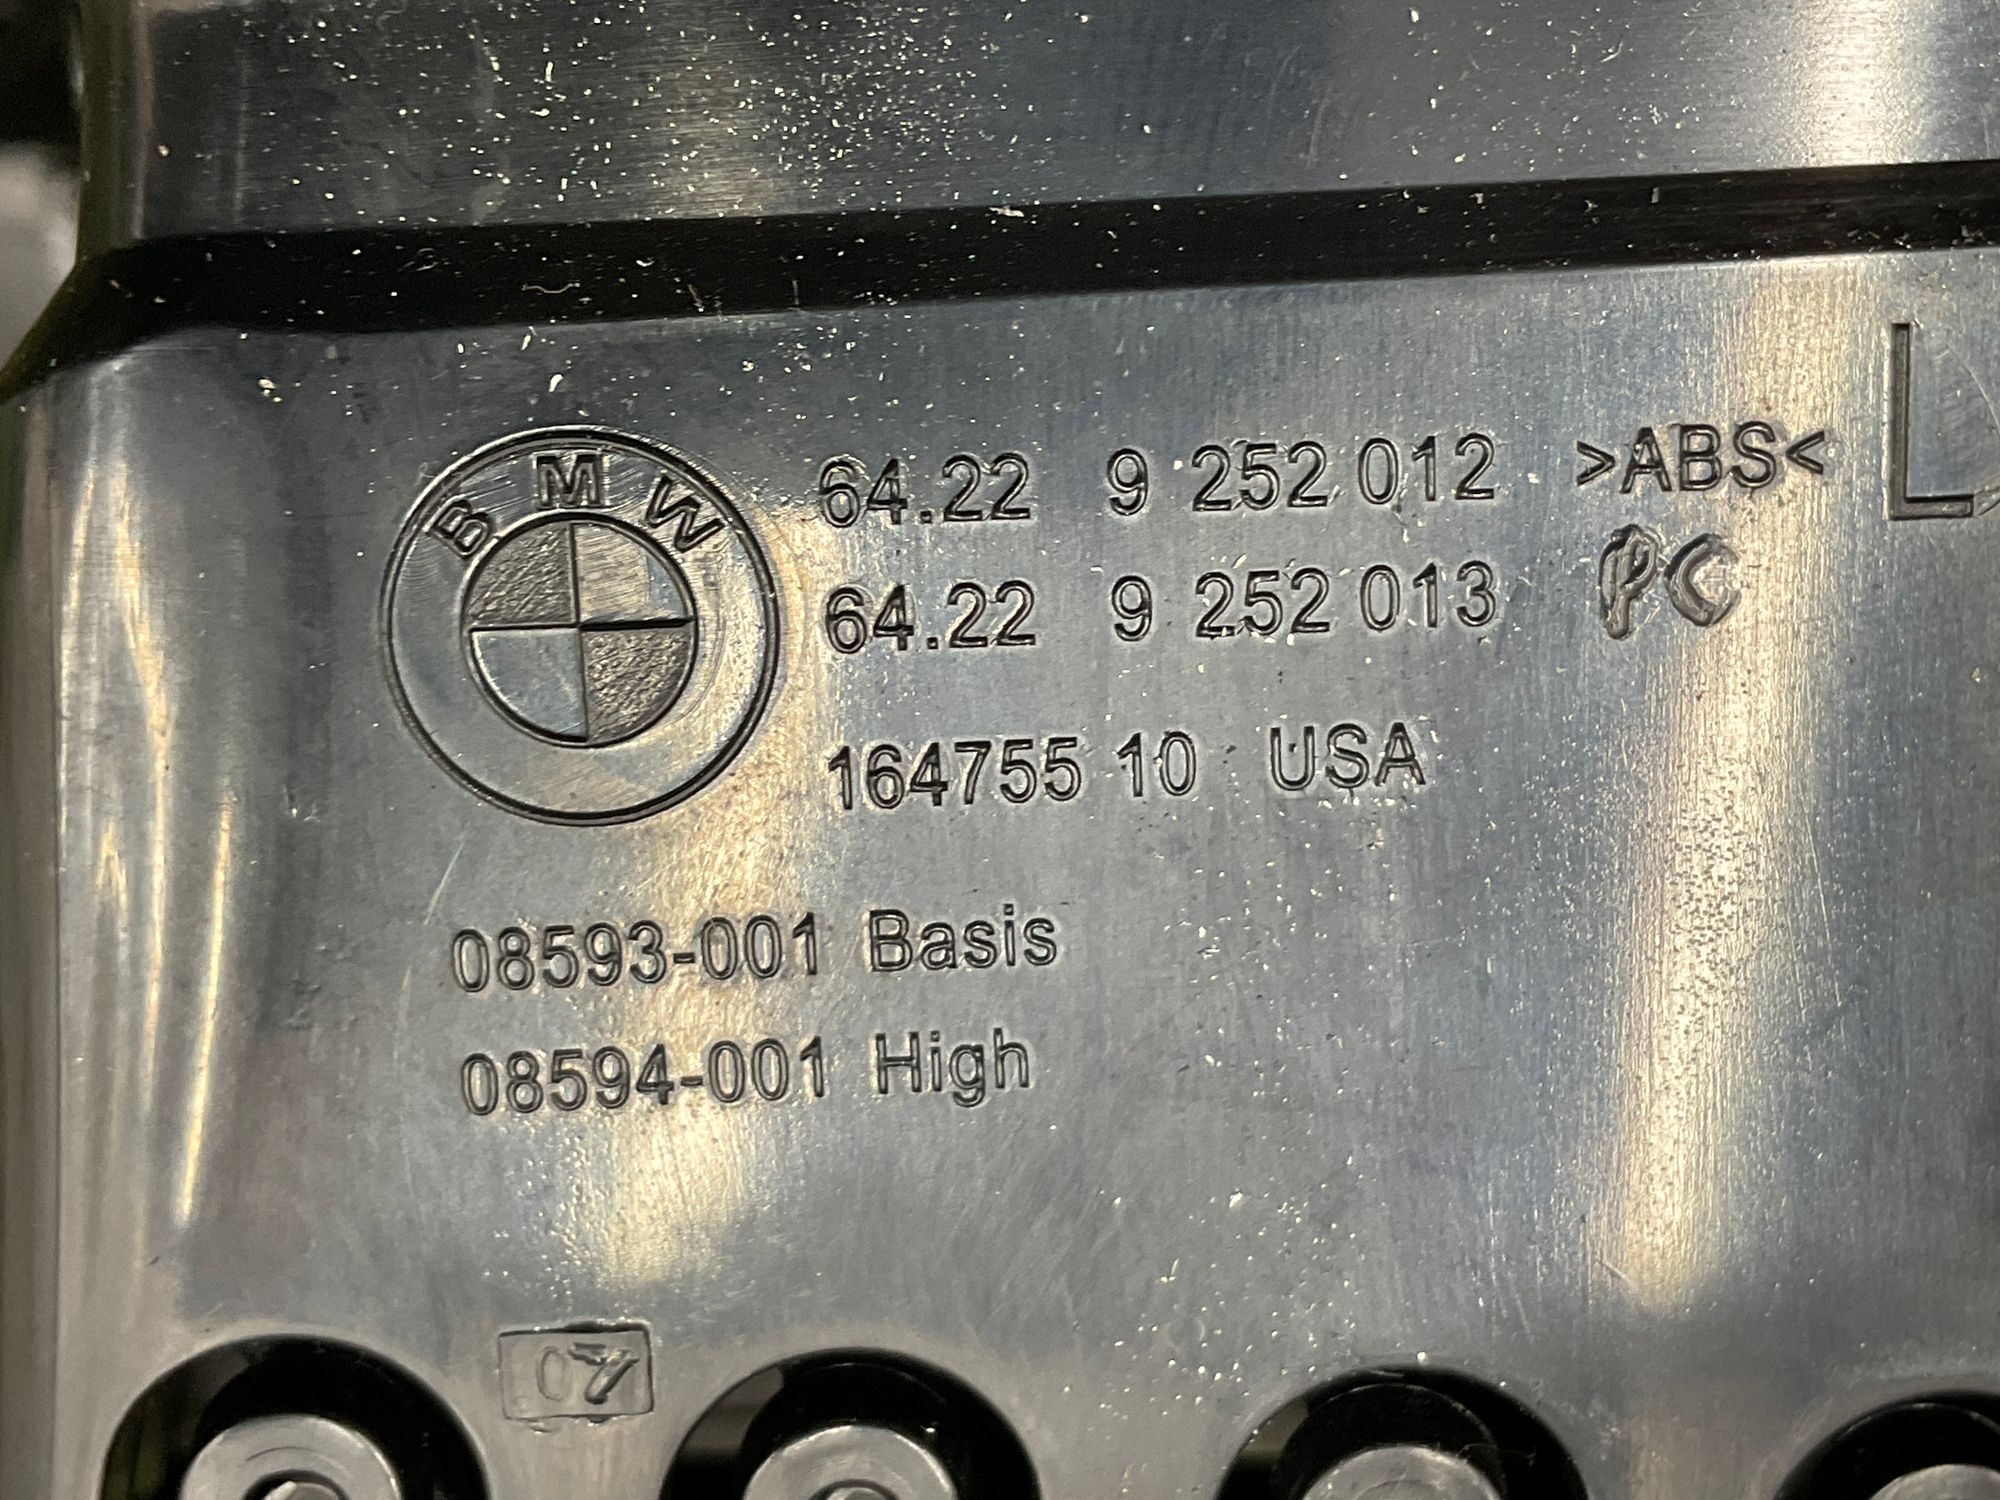 BMW
64.22 9 252 012 >ABS< L
64.22 9 252 013 PC
164755 10 USA
08593-001 Basis
08594-001 High
07